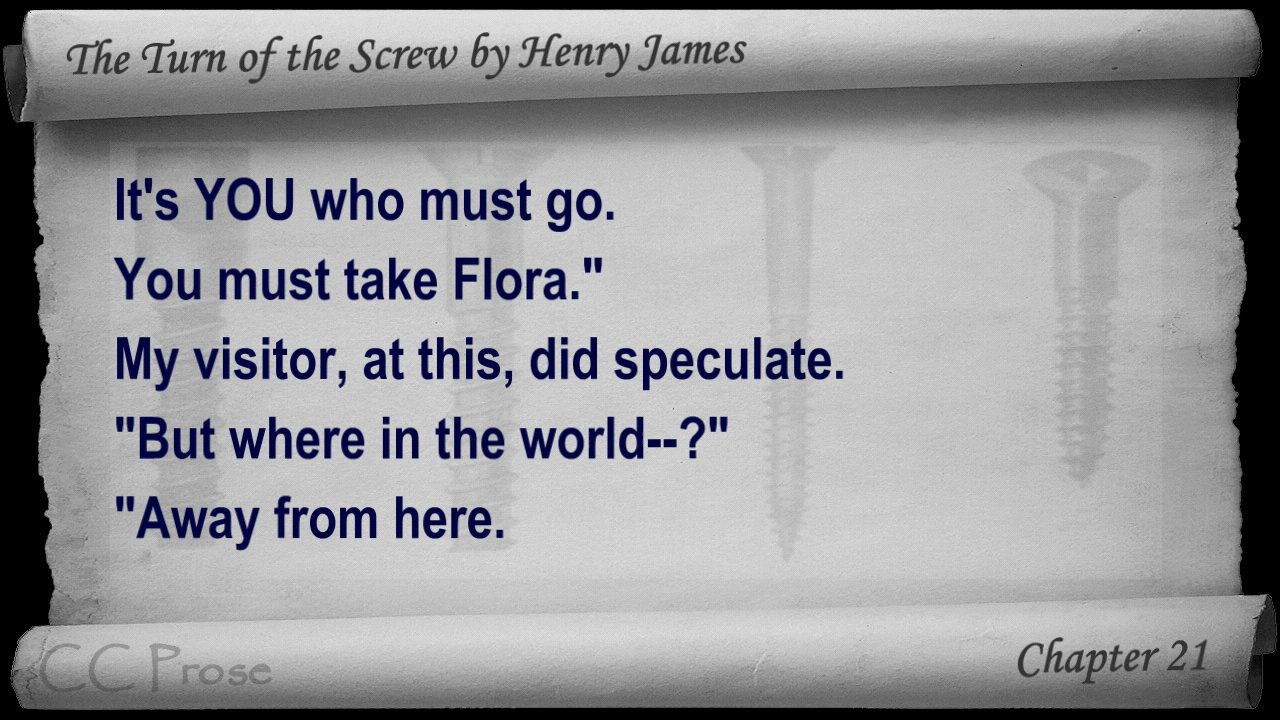 The Turn of the Screw by Henry James
It's YOU who must go.
You must take Flora."
My visitor, at this, did speculate.
"But where in the world--?"
"Away from here.
CC Prose
Chapter 21